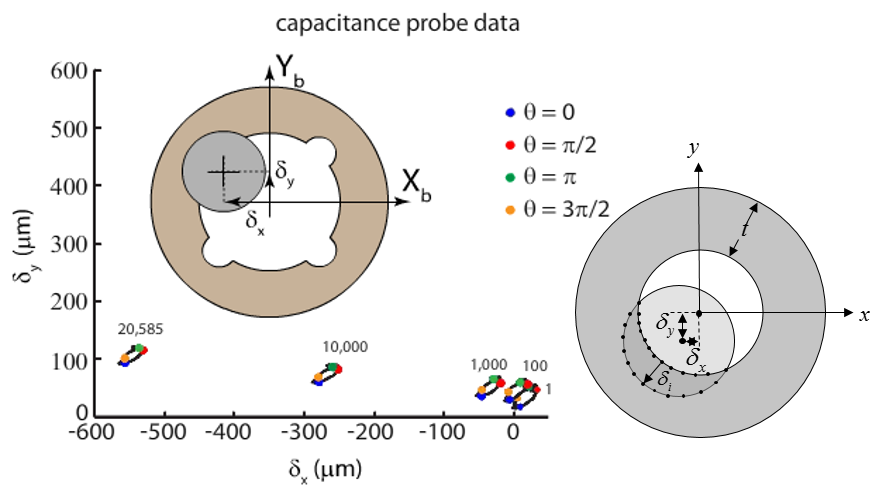 capacitance probe data
600
500
400
300
200
100
0
δy (μm)
-600
-500
-400
-300
-200
-100
0
δx (μm)
Yb
Xb
δy
δx
θ = 0
θ = π/2
θ = π
θ = 3π/2
20,585
10,000
1,000
100
1
y
x
t
δy
δx
δi